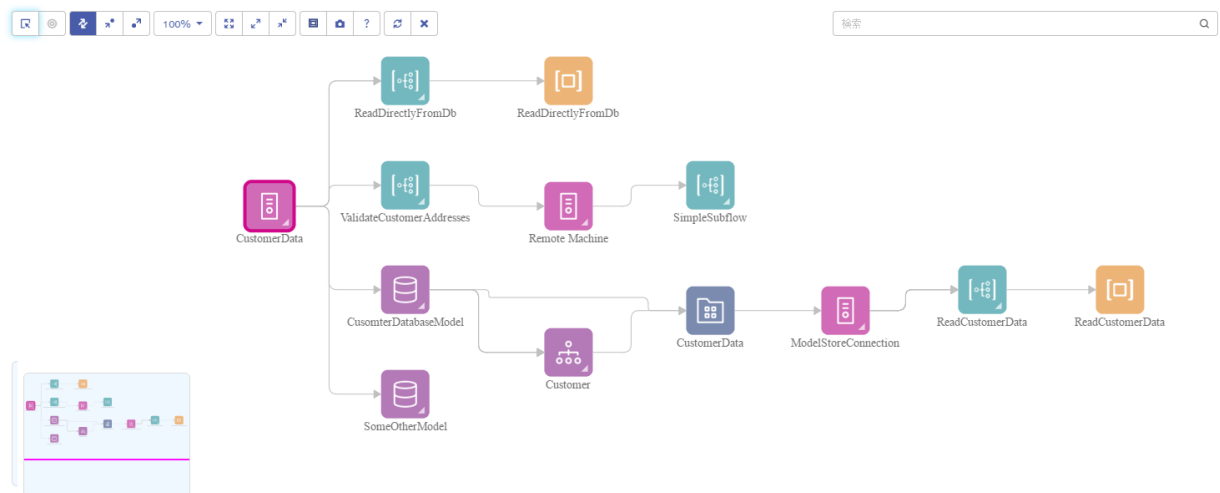 100%
?
検索
ReadDirectlyFromDb
ReadDirectlyFromDb
ValidateCustomerAddresses
SimpleSubflow
CustomerData
Remote Machine
CusomterDatabaseModel
ReadCustomerData
ReadCustomerData
CustomerData
ModelStoreConnection
Customer
SomeOtherModel